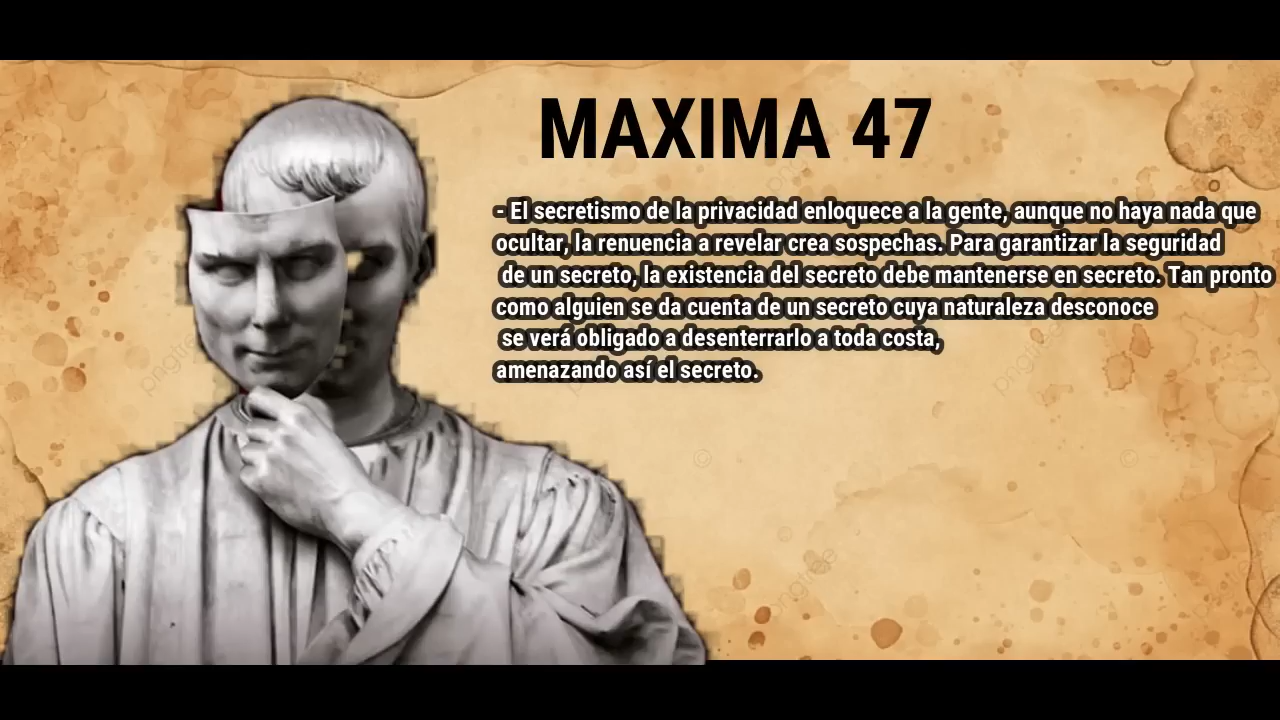 MAXIMA 47
- El secretismo de la privacidad enloquece a la gente, aunque no haya nada que
ocultar, la renuencia a revelar crea sospechas. Para garantizar la seguridad
de un secreto, la existencia del secreto debe mantenerse en secreto. Tan pronto
como alguien se da cuenta de un secreto cuya naturaleza desconoce
se verá obligado a desenterrarlo a toda costa,
amenazando así el secreto.
pngtree
pngtree
pngtree